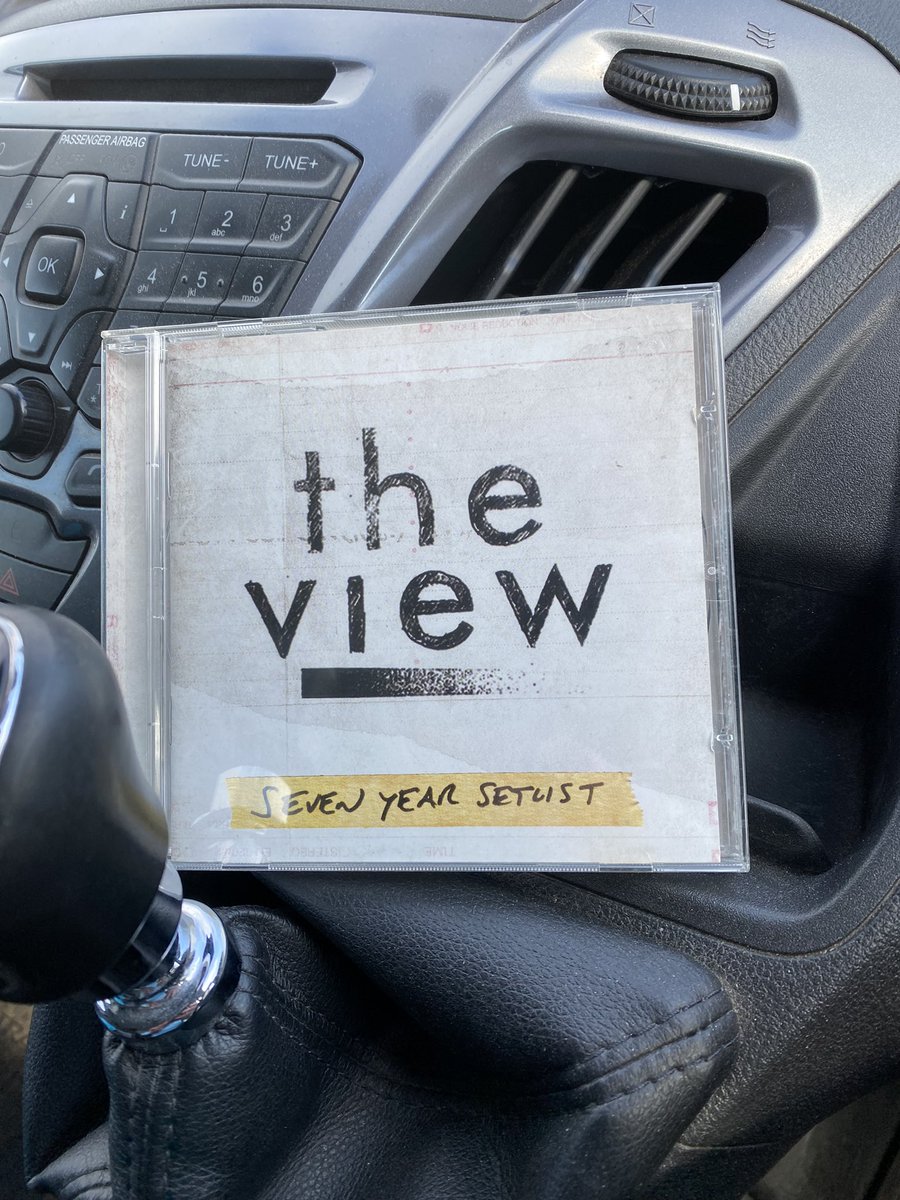 PASSENGER AIRBAG
TUNE- TUNE+
i 1 2 3
abc def
OK 4 5 6
ghi jkl mno
the
view
SEVEN YEAR SETLIST
TIME